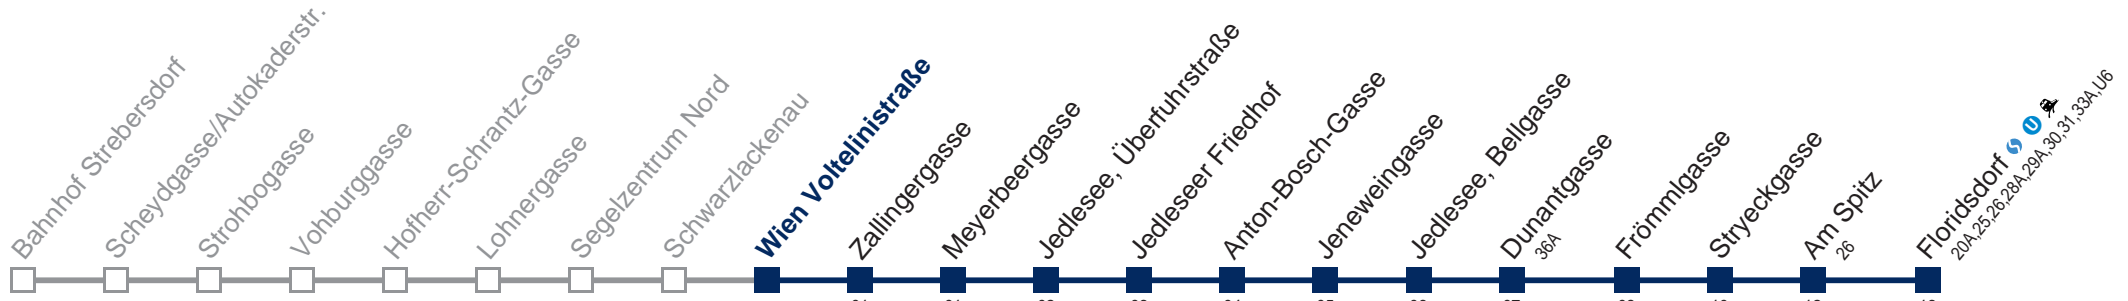 Bahnhof Strebersdorf
Scheydgasse/Autokaderstr.
Strohbogasse
Vohburggasse
Hofherr-Schrantz-Gasse
Lohnergasse
Segelzentrum Nord
Schwarzlackenau
Wien Voltelinistraße
Zallingergasse
Meyerbeergasse
Jedlesee, Überfuhrstraße
Jedleseer Friedhof
Anton-Bosch-Gasse
Jeneweingasse
Jedlesee, Bellgasse
Dunantgasse
36A
Frömmlgasse
Stryeckgasse
Am Spitz
26
Floridsdorf S U
20A,25,26,28A,29A,30,31,33A,U6